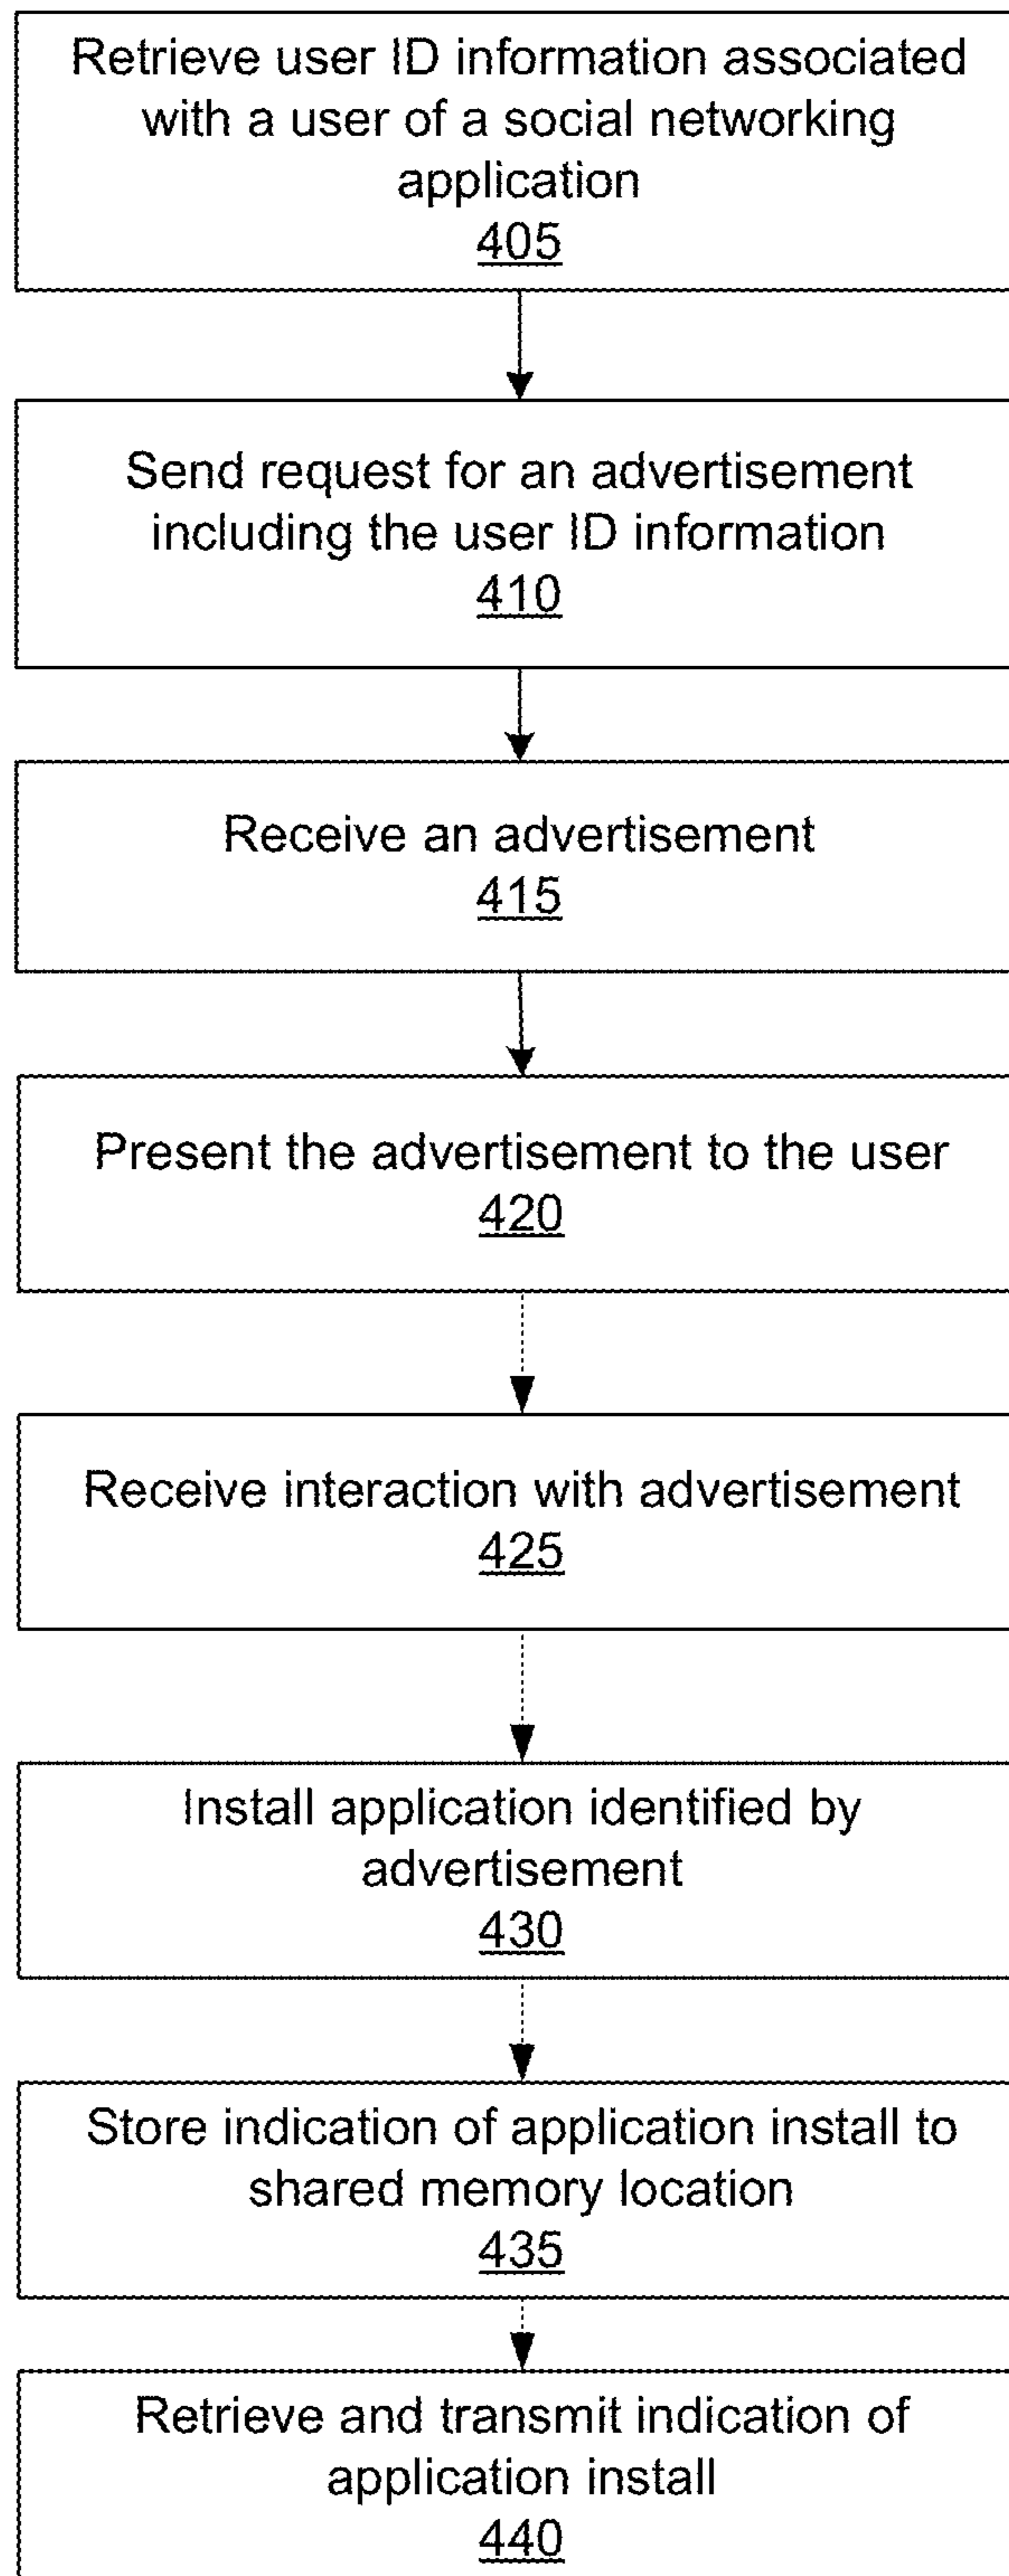 Retrieve user ID information associated
with a user of a social networking
application
405
Send request for an advertisement
including the user ID information
410
Receive an advertisement
415
Present the advertisement to the user
420
Receive interaction with advertisement
425
Install application identified by
advertisement
430
Store indication of application install to
shared memory location
435
Retrieve and transmit indication of
application install
440